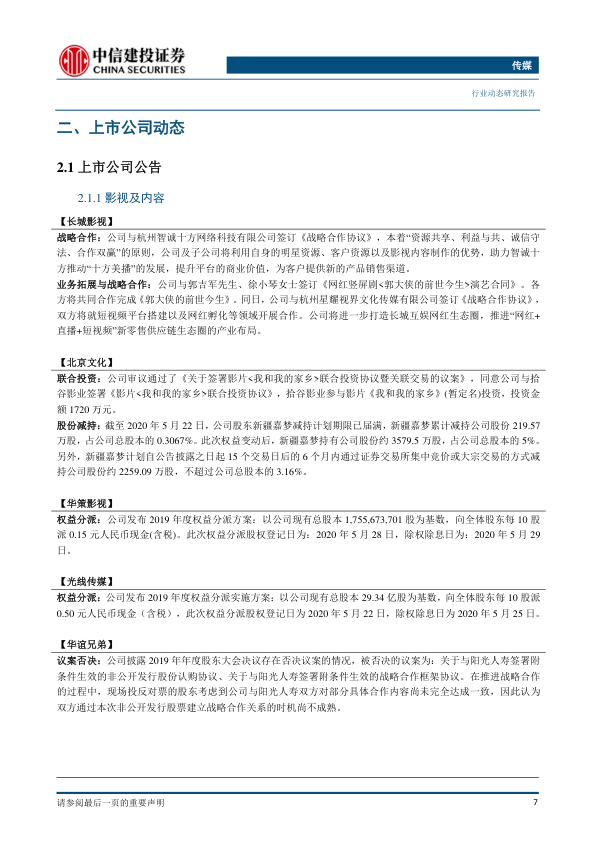 中信建投证券
CHINA SECURITIES
传媒
行业动态研究报告
二、上市公司动态
2.1 上市公司公告
2.1.1 影视及内容
【长城影视】
战略合作：公司与杭州智诚十方网络科技有限公司签订《战略合作协议》，本着“资源共享、利益与共、诚信守
法、合作双赢”的原则，公司及子公司将利用自身的明星资源、客户资源以及影视内容制作的优势，助力智诚十
方推动“十方美播”的发展，提升平台的商业价值，为客户提供新的产品销售渠道。
业务拓展与战略合作：公司与郭吉军先生、徐小琴女士签订《网红竖屏剧<郭大侠的前世今生>演艺合同》。各
方将共同合作完成《郭大侠的前世今生》。同日，公司与杭州星耀视界文化传媒有限公司签订《战略合作协议》，
双方将就短视频平台搭建以及网红孵化等领域开展合作。公司将进一步打造长城互娱网红生态圈，推进“网红+
直播+短视频”新零售供应链生态圈的产业布局。
【北京文化】
联合投资：公司审议通过了《关于签署影片<我和我的家乡>联合投资协议暨关联交易的议案》，同意公司与拾
谷影业签署《影片<我和我的家乡>联合投资协议》，拾谷影业参与影片《我和我的家乡》(暂定名)投资，投资金
额 1720 万元。
股份减持：截至 2020 年 5 月 22 日，公司股东新疆嘉梦减持计划期限已届满，新疆嘉梦累计减持公司股份 219.57
万股，占公司总股本的 0.3067%。此次权益变动后，新疆嘉梦持有公司股份约 3579.5 万股，占公司总股本的 5%。
另外，新疆嘉梦计划自公告披露之日起 15 个交易日后的 6 个月内通过证券交易所集中竞价或大宗交易的方式减
持公司股份约 2259.09 万股，不超过公司总股本的 3.16%。
【华策影视】
权益分派：公司发布 2019 年度权益分派方案：以公司现有总股本 1,755,673,701 股为基数，向全体股东每 10 股
派 0.15 元人民币现金(含税)。此次权益分派股权登记日为：2020 年 5 月 28 日，除权除息日为：2020 年 5 月 29
日。
【光线传媒】
权益分派：公司发布 2019 年度权益分派实施方案：以公司现有总股本 29.34 亿股为基数，向全体股东每 10 股派
0.50 元人民币现金（含税），此次权益分派股权登记日为 2020 年 5 月 22 日，除权除息日为 2020 年 5 月 25 日。
【华谊兄弟】
议案否决：公司披露 2019 年年度股东大会决议存在否决议案的情况，被否决的议案为：关于与阳光人寿签署附
条件生效的非公开发行股份认购协议、关于与阳光人寿签署附条件生效的战略合作框架协议。在推进战略合作
的过程中，现场投反对票的股东考虑到公司与阳光人寿双方对部分具体合作内容尚未完全达成一致，因此认为
双方通过本次非公开发行股票建立战略合作关系的时机尚不成熟。
请参阅最后一页的重要声明
7